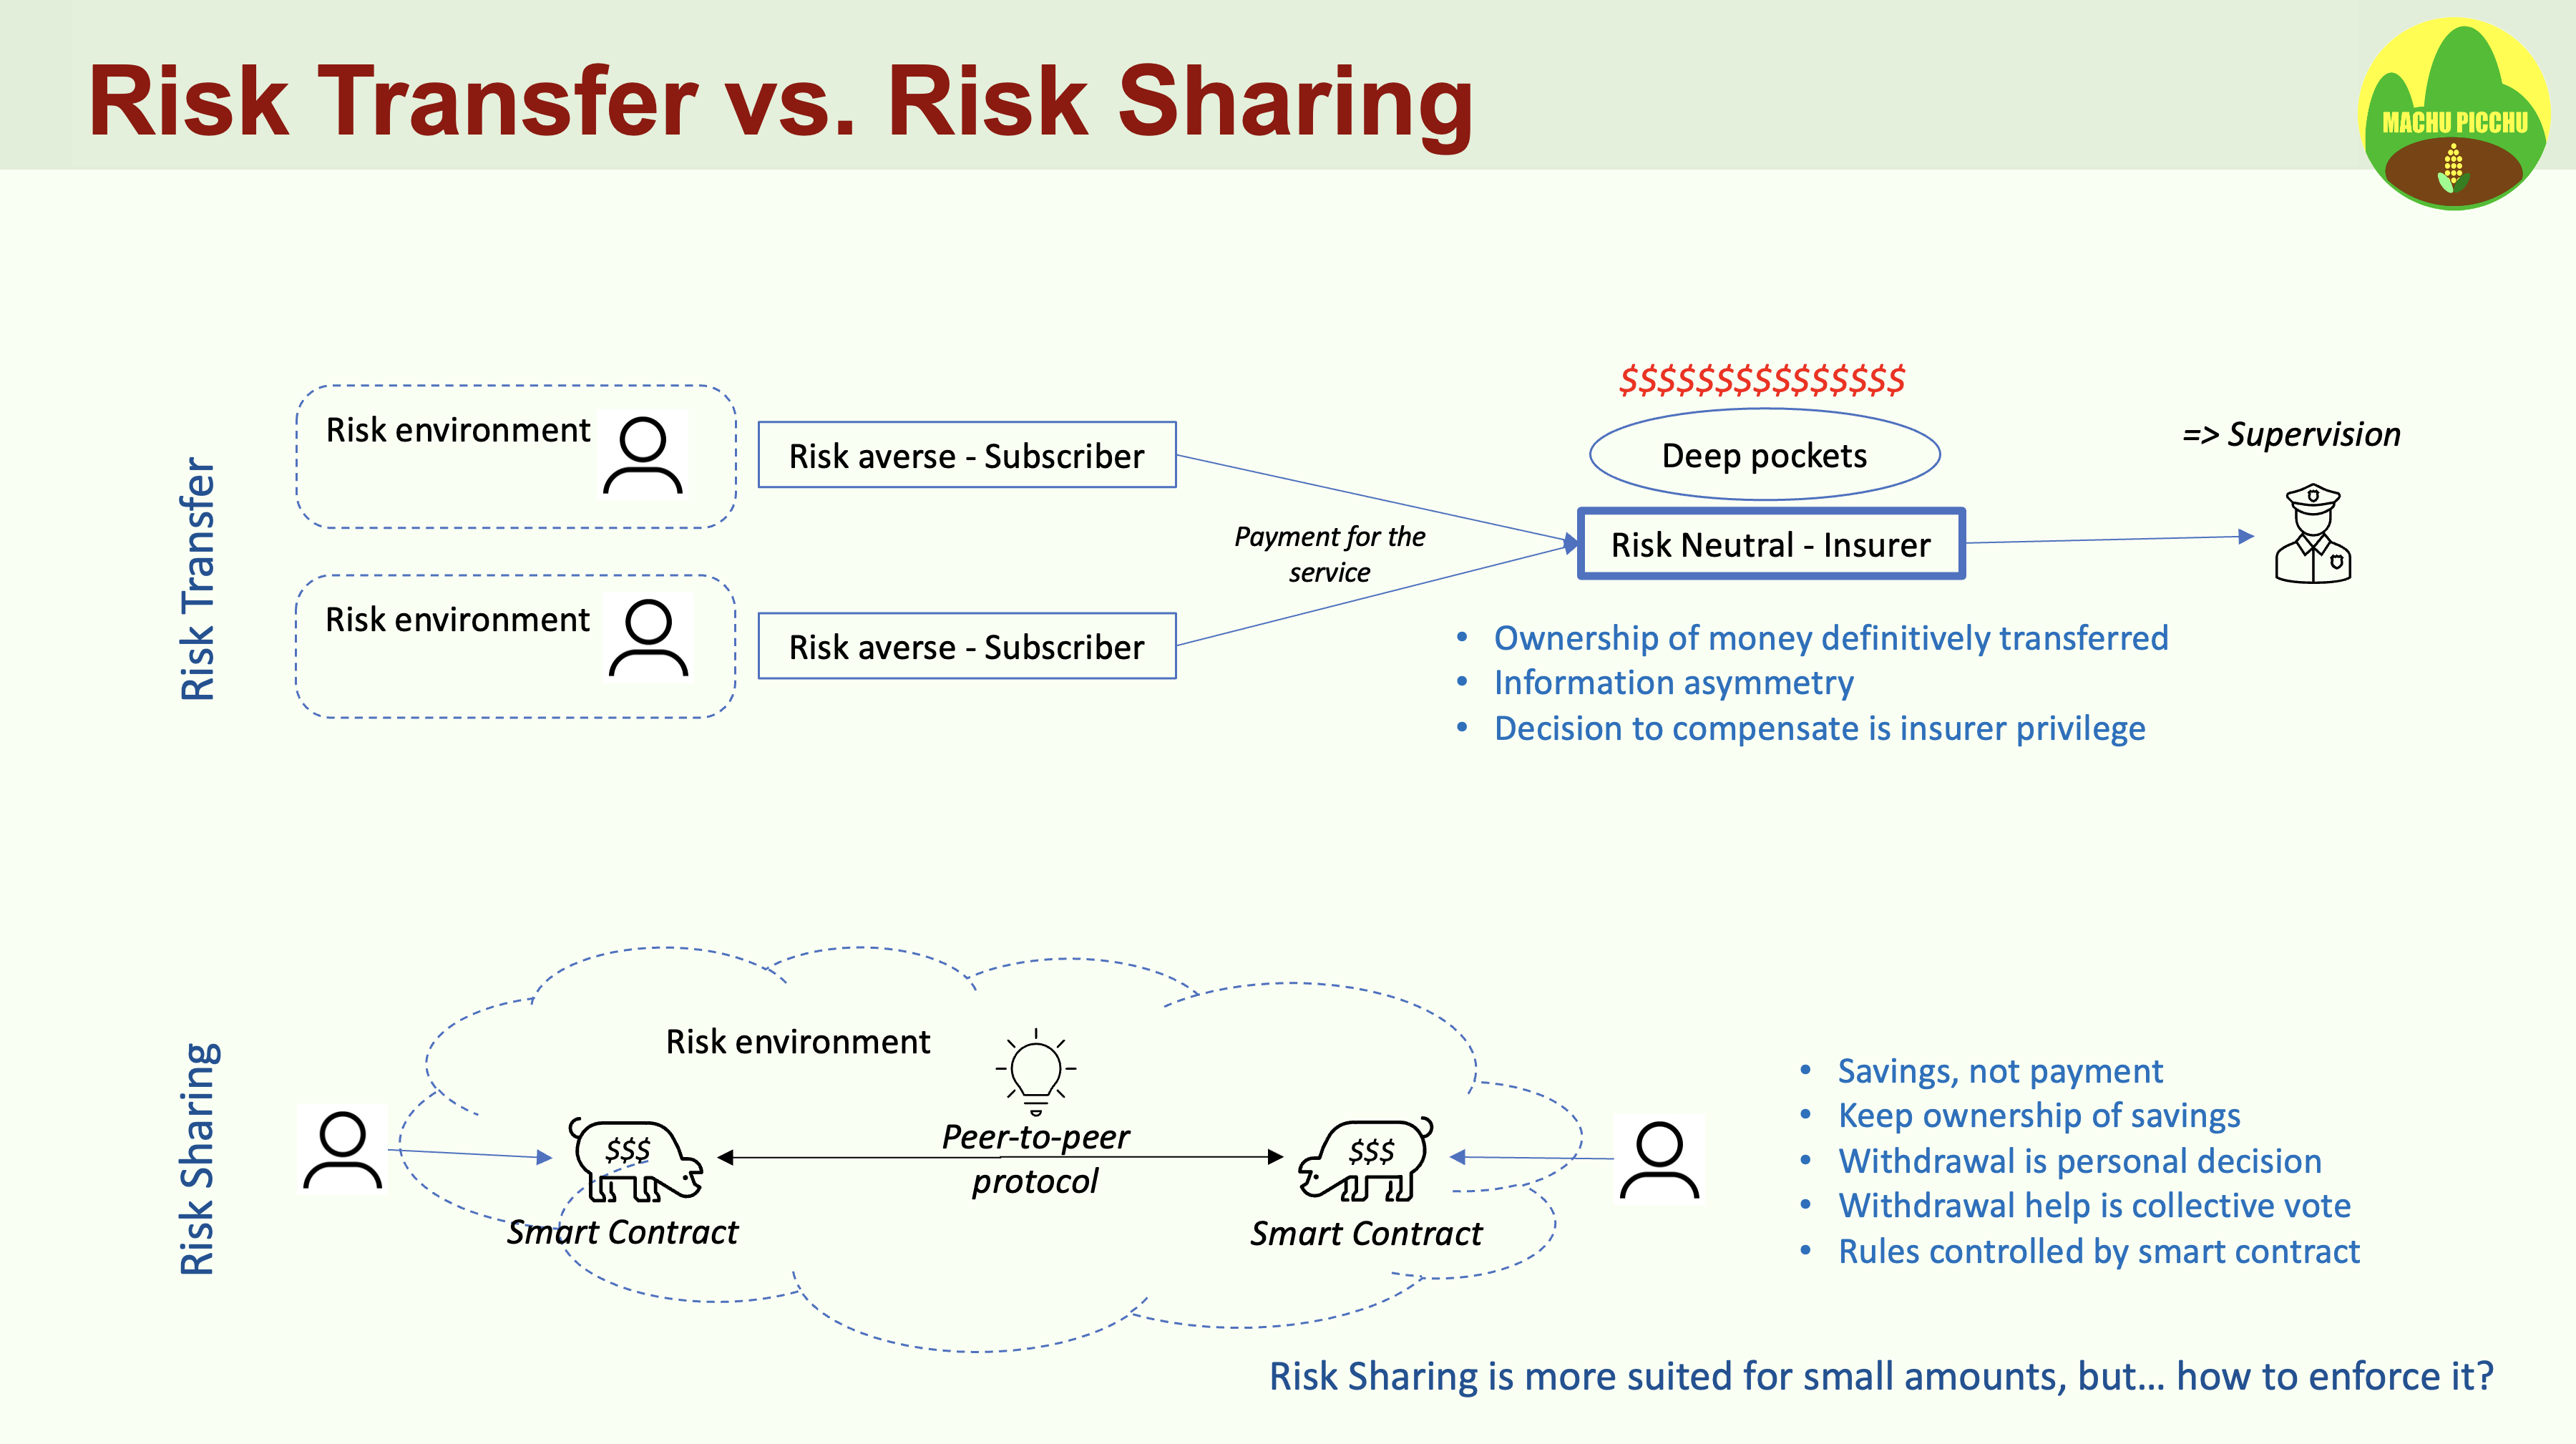 Risk Transfer vs. Risk Sharing
MACHU PICCHU
Risk Transfer
Risk environment
Risk averse - Subscriber
Risk environment
Risk averse - Subscriber
Payment for the
service
$$$$$$$$$$$$$$$
Deep pockets
Risk Neutral - Insurer
=> Supervision
• Ownership of money definitively transferred
• Information asymmetry
• Decision to compensate is insurer privilege
Risk Sharing
Risk environment
$$$
Smart Contract
Peer-to-peer
protocol
$$$
Smart Contract
• Savings, not payment
• Keep ownership of savings
• Withdrawal is personal decision
• Withdrawal help is collective vote
• Rules controlled by smart contract
Risk Sharing is more suited for small amounts, but... how to enforce it?